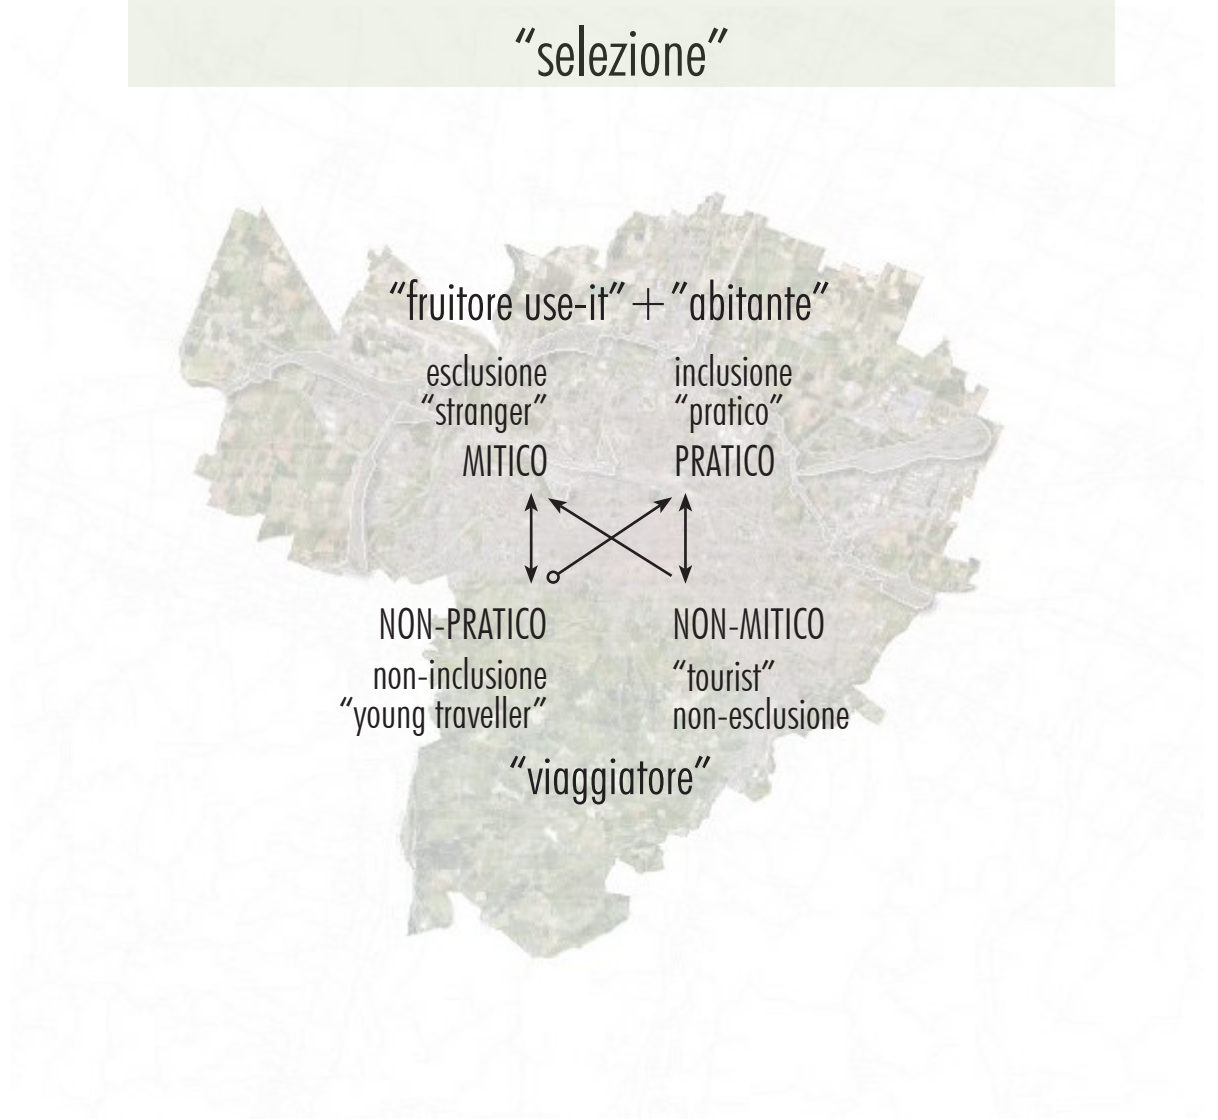 “selezione”
“fruitore use-it” + ”abitante”
esclusione inclusione
“stranger” “pratico”
MITICO PRATICO
NON-PRATICO NON-MITICO
non-inclusione “tourist”
“young traveller” non-esclusione
“viaggiatore”